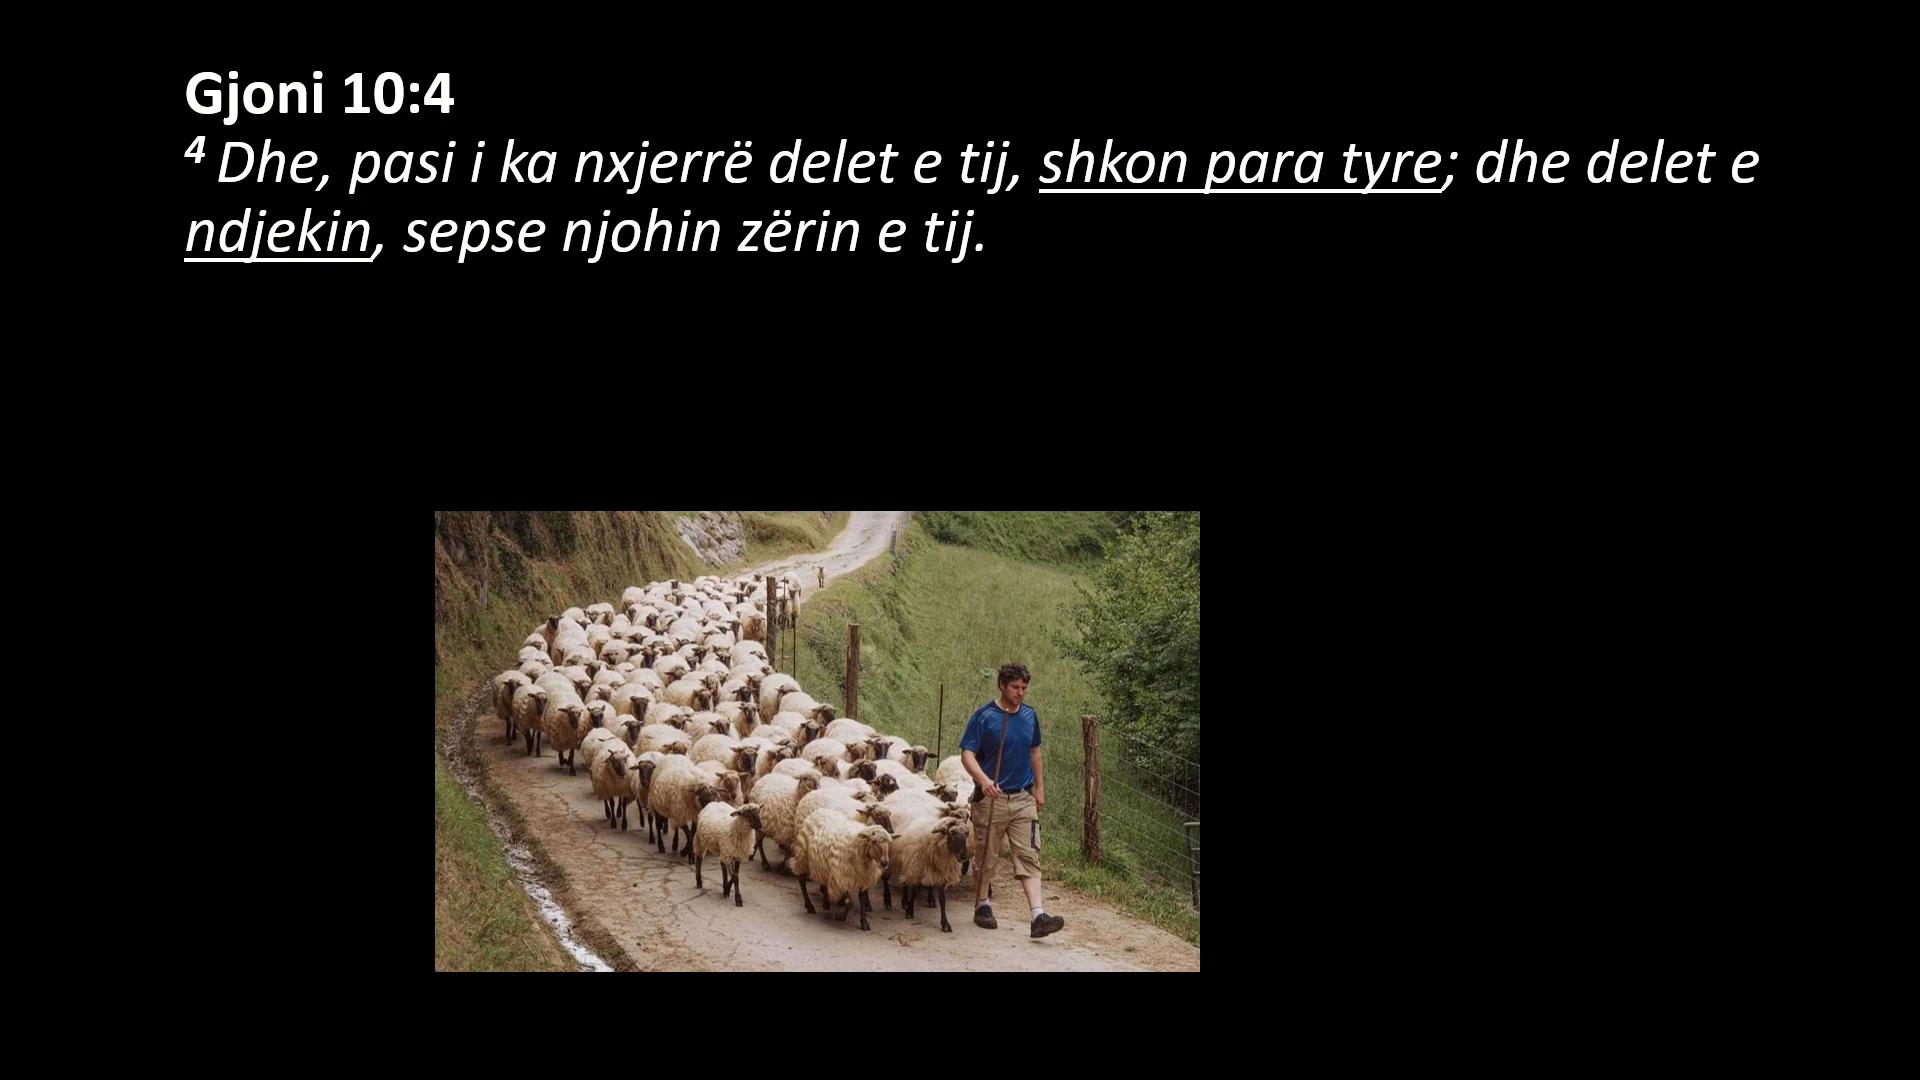 Gjoni 10:4
4 Dhe, pasi i ka nxjerrë delet e tij, shkon para tyre; dhe delet e
ndjekin, sepse njohin zërin e tij.